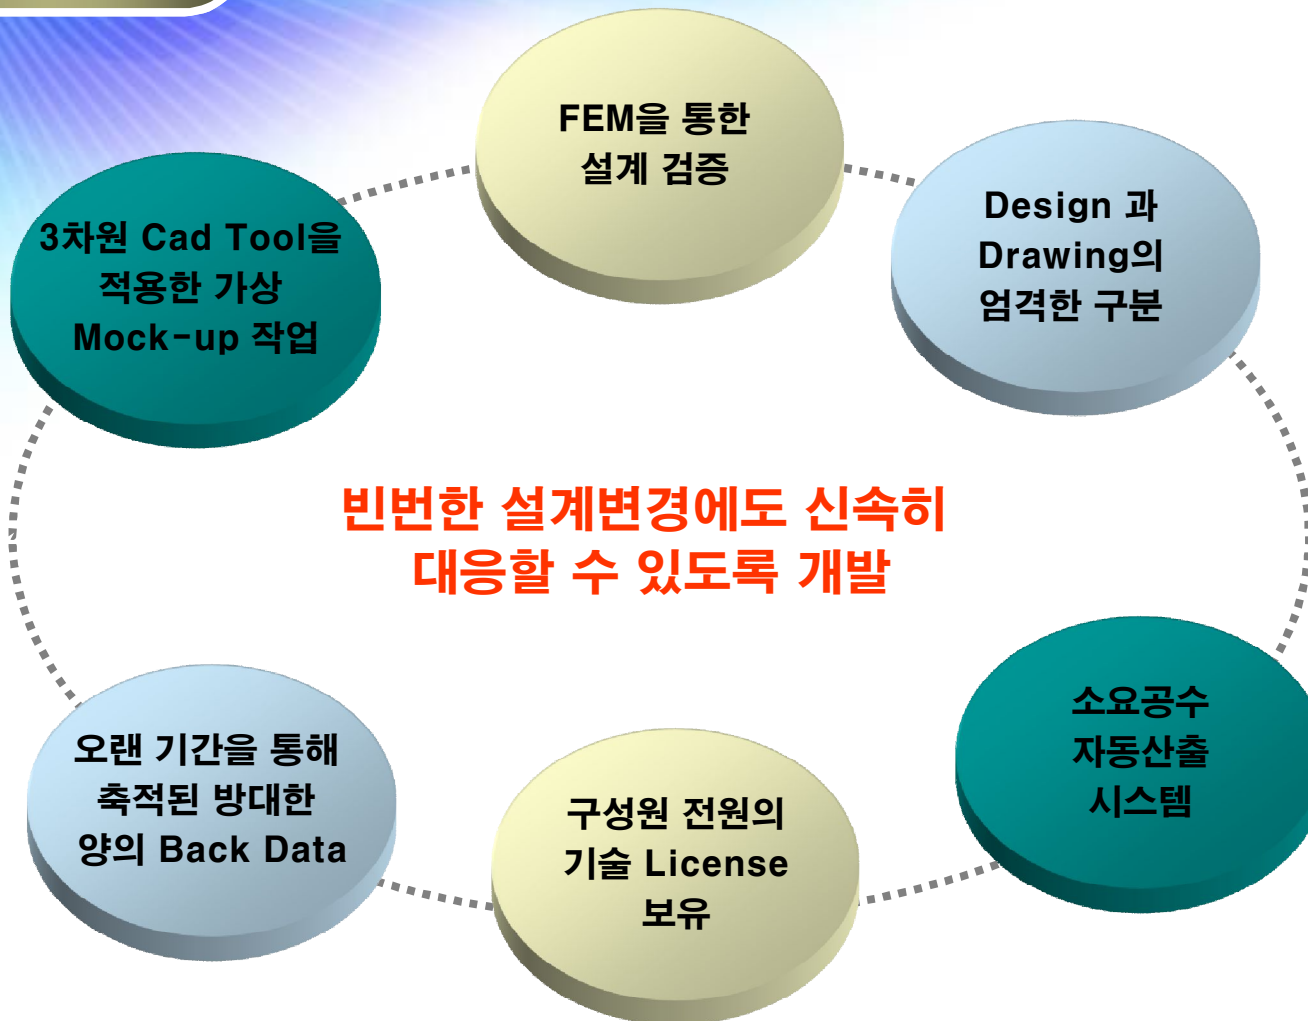 FEM을 통한
설계 검증
Design 과
Drawing의
엄격한 구분
3차원 Cad Tool을
적용한 가상
Mock-up 작업
빈번한 설계변경에도 신속히
대응할 수 있도록 개발
소요공수
자동산출
시스템
오랜 기간을 통해
축적된 방대한
양의 Back Data
구성원 전원의
기술 License
보유